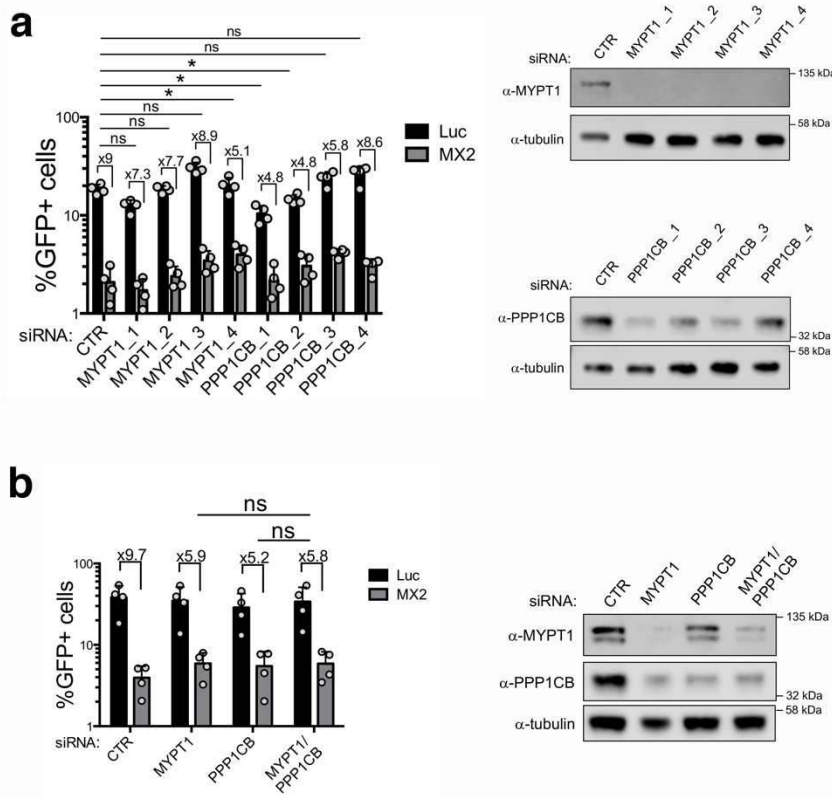 a
ns
ns
*
*
*
ns
ns
ns
x9
x7.3
x7.7
x8.9
x5.1
x4.8
x4.8
x5.8
x8.6
Luc
MX2
%GFP+ cells
100
10
1
siRNA:
CTR
MYPT1_1
MYPT1_2
MYPT1_3
MYPT1_4
PPP1CB_1
PPP1CB_2
PPP1CB_3
PPP1CB_4
siRNA: CTR MYPT1_1 MYPT1_2 MYPT1_3 MYPT1_4
α-MYPT1
135 kDa
α-tubulin
58 kDa
siRNA: CTR PPP1CB_1 PPP1CB_2 PPP1CB_3 PPP1CB_4
α-PPP1CB
32 kDa
α-tubulin
58 kDa
b
ns
ns
x9.7
x5.9
x5.2
x5.8
Luc
MX2
%GFP+ cells
100
10
1
siRNA:
CTR
MYPT1
PPP1CB
MYPT1/
PPP1CB
siRNA: CTR MYPT1 PPP1CB MYPT1/
PPP1CB
α-MYPT1
135 kDa
α-PPP1CB
32 kDa
α-tubulin
58 kDa